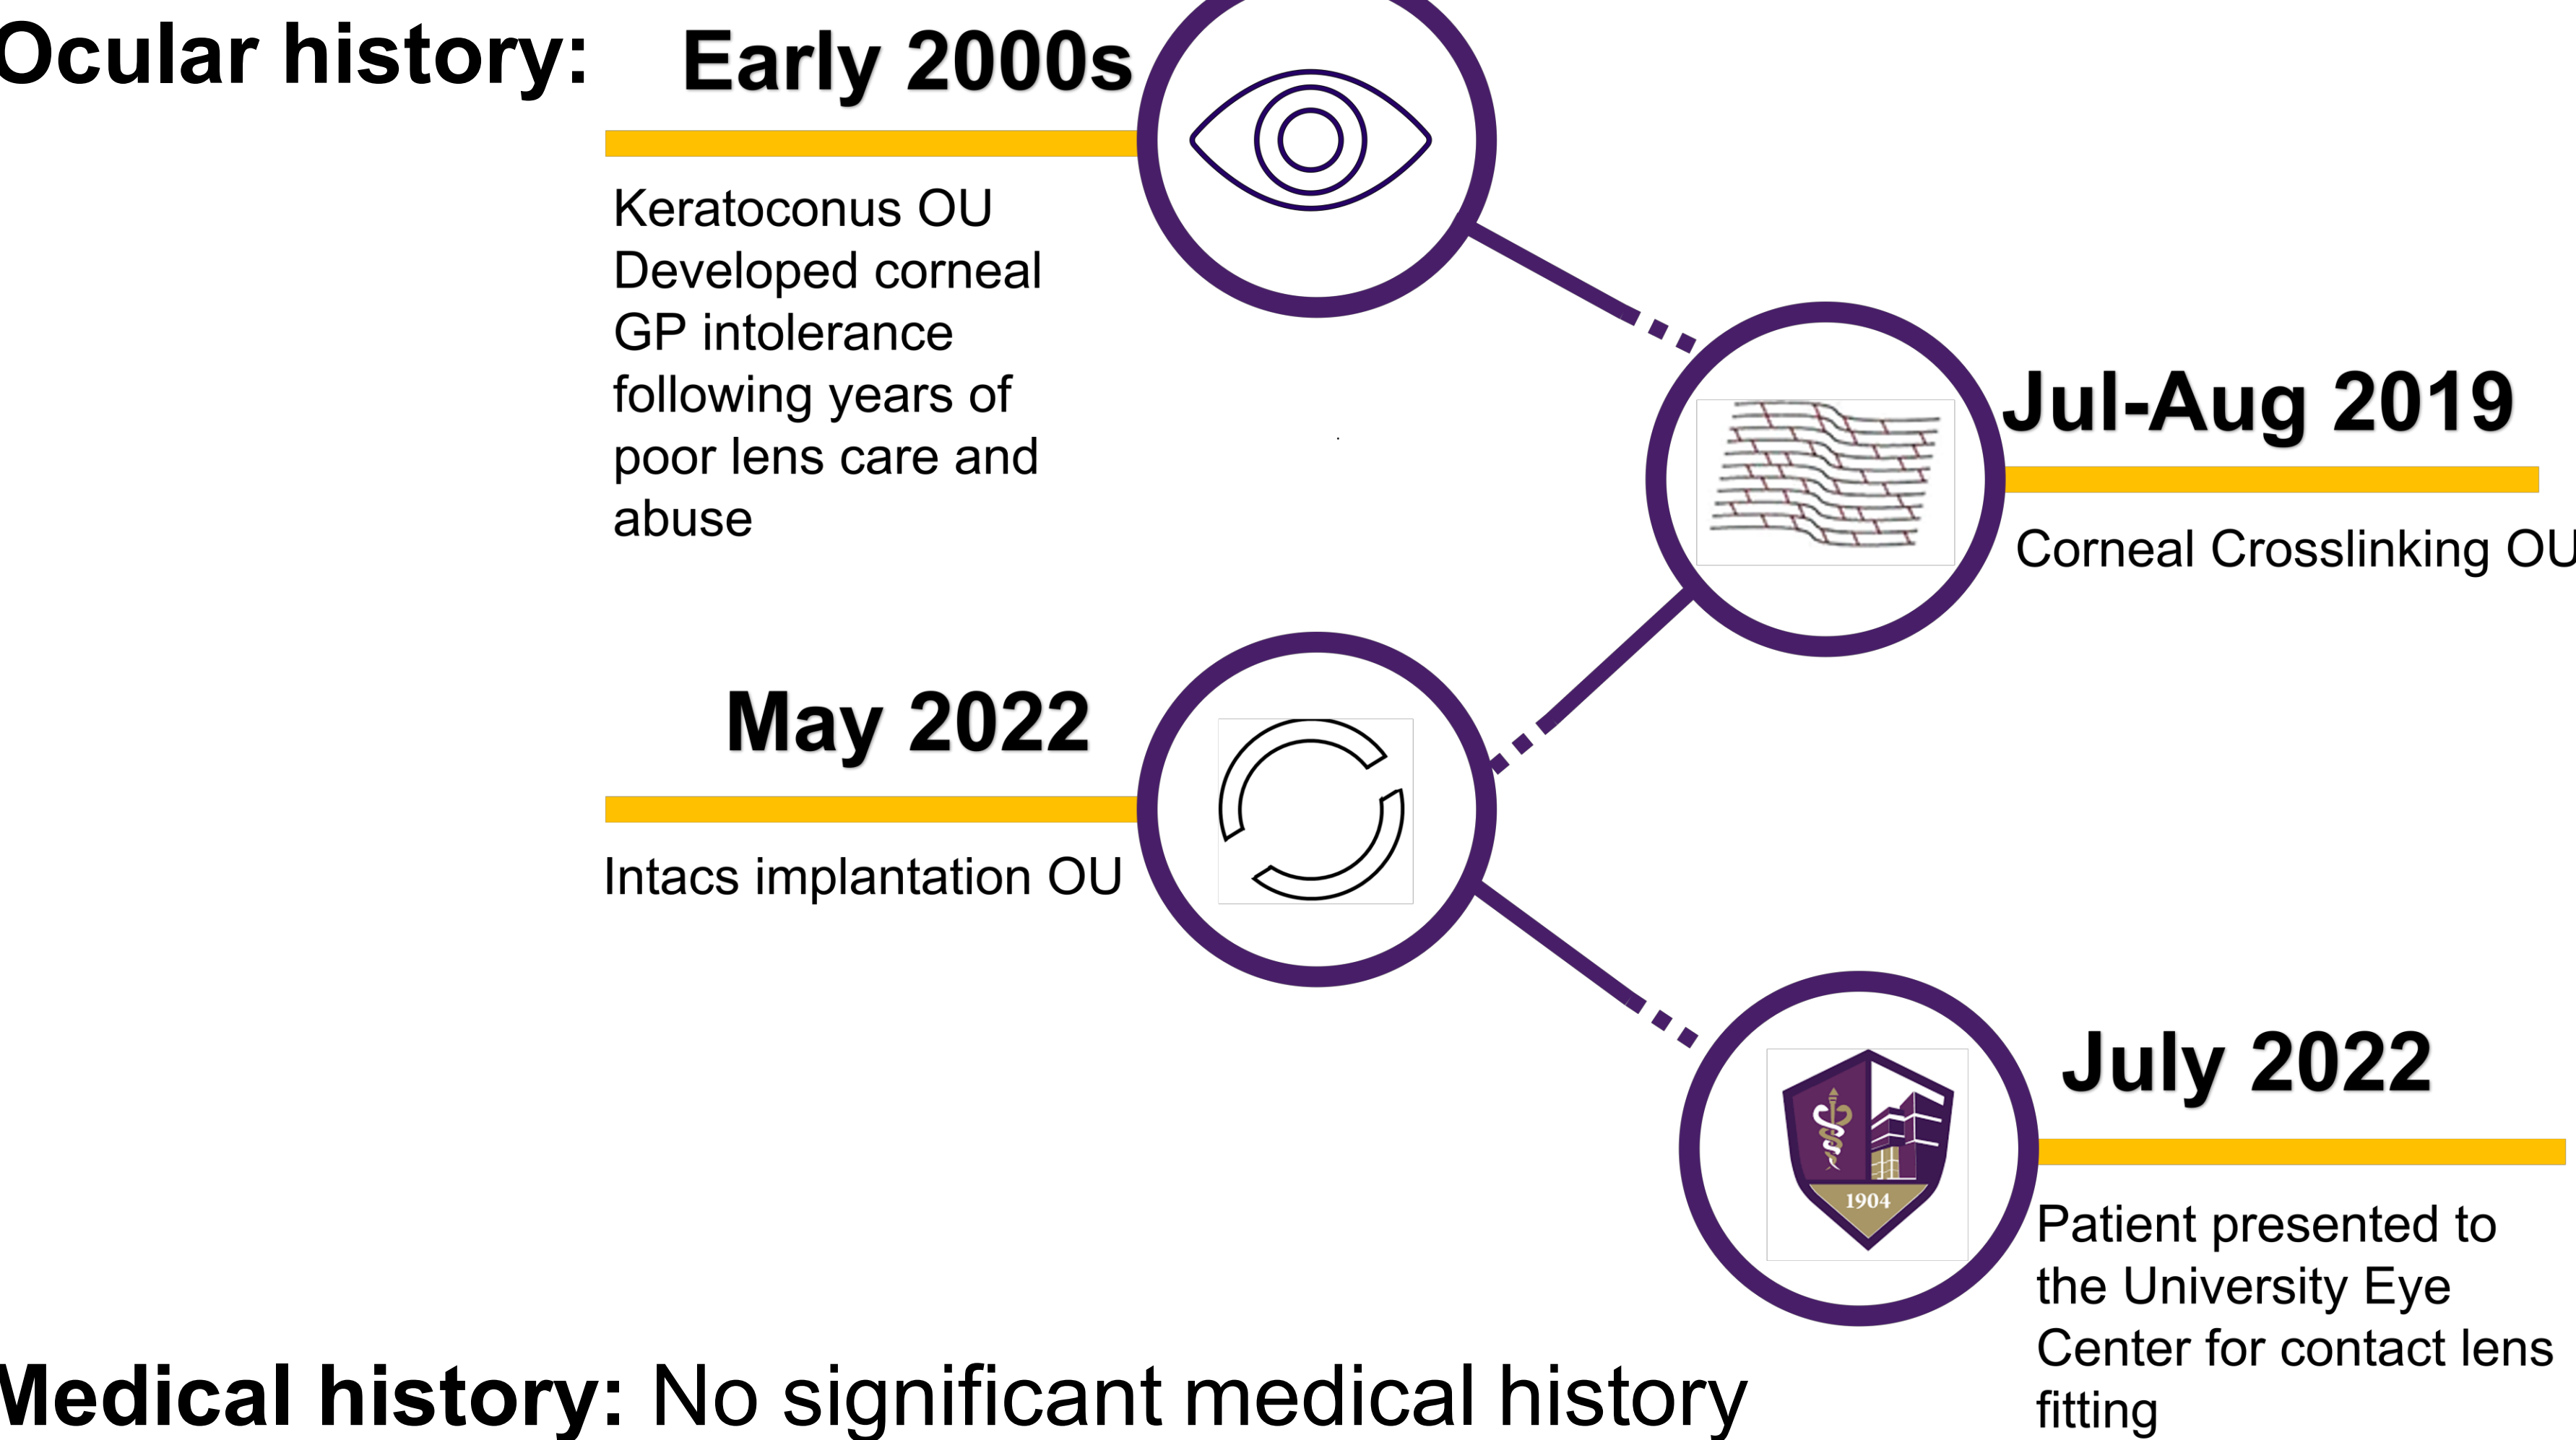 Ocular history:
Early 2000s
Keratoconus OU
Developed corneal
GP intolerance
following years of
poor lens care and
abuse
Jul-Aug 2019
Corneal Crosslinking OU
May 2022
Intacs implantation OU
July 2022
1904
Patient presented to
the University Eye
Center for contact lens
fitting
Medical history: No significant medical history